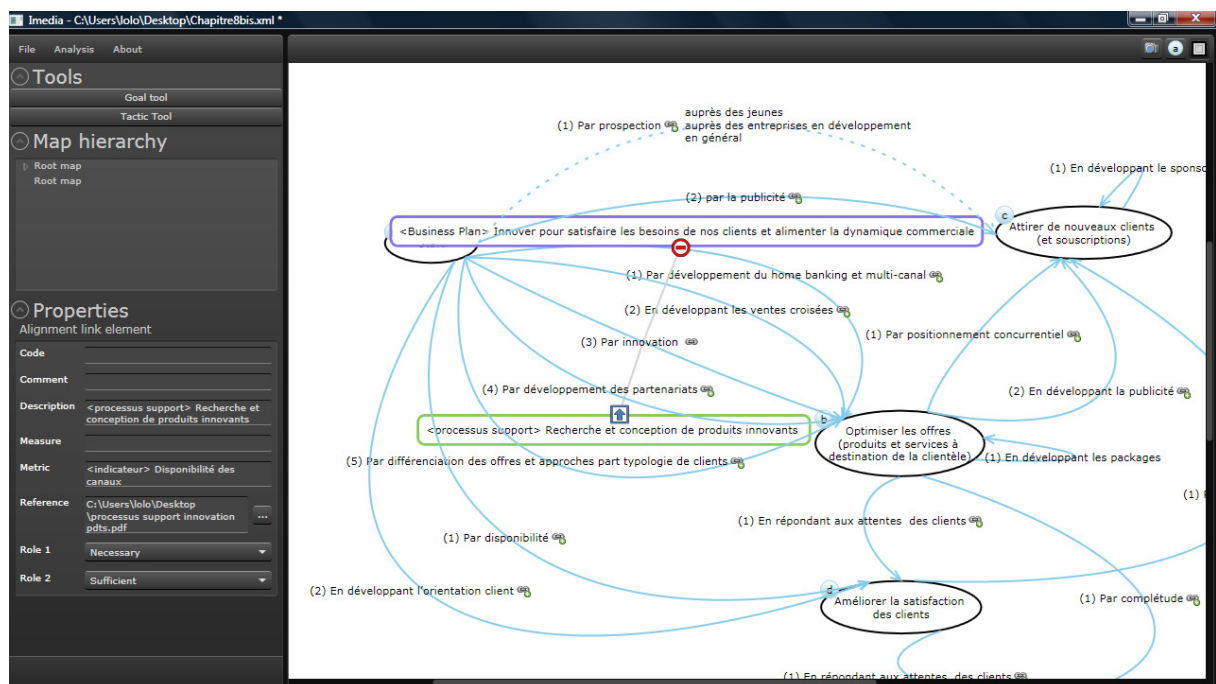 Imedia - C:\Users\lolo\Desktop\Chapitre8bis.xml *
File Analysis About
Tools
Goal tool
Tactic Tool
Map hierarchy
Root map
Root map
Properties
Alignment link element
Code
Comment
Description
<processus support> Recherche et
conception de produits innovants
Measure
Metric
<indicateur> Disponibilité des
canaux
Reference
C:\Users\lolo\Desktop
\processus support innovation
pdts.pdf
...
Role 1
Necessary
Role 2
Sufficient
a
auprès des jeunes
(1) Par prospection
auprès des entreprises en développement
en général
(1) En développant le sponso
(2) par la publicité
c
<Business Plan> Innover pour satisfaire les besoins de nos clients et alimenter la dynamique commerciale
Attirer de nouveaux clients
(et souscriptions)
(1) Par développement du home banking et multi-canal
(2) En développant les ventes croisées
(3) Par innovation
(1) Par positionnement concurrentiel
(4) Par développement des partenariats
(2) En développant la publicité
b
<processus support> Recherche et conception de produits innovants
Optimiser les offres
(produits et services à
destination de la clientèle)
(1) En développant les packages
(5) Par différenciation des offres et approches part typologie de clients
(1)
(1) En répondant aux attentes des clients
(1) Par disponibilité
(2) En développant l'orientation client
d
Améliorer la satisfaction
des clients
(1) Par complétude
(1) En répondant aux attentes des clients